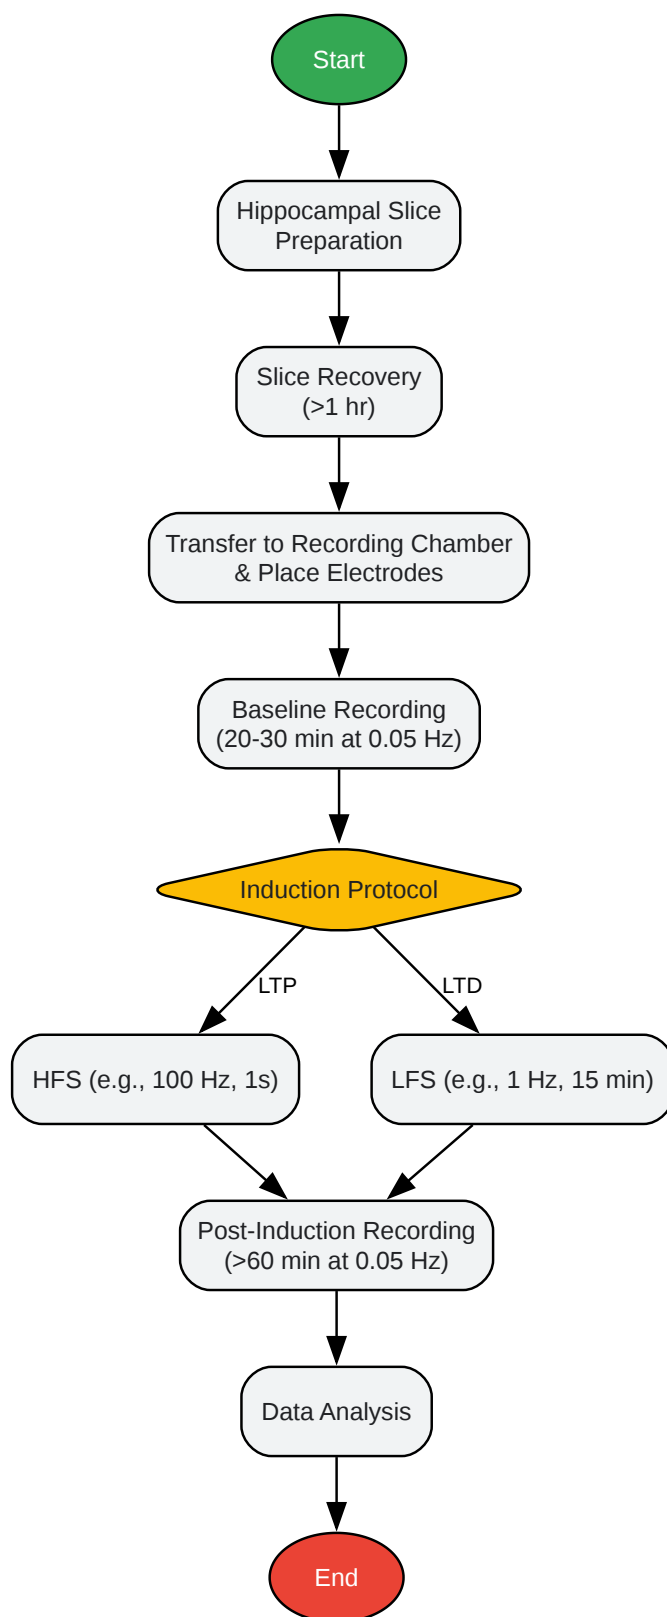 Start
Hippocampal Slice
Preparation
Slice Recovery
(>1 hr)
Transfer to Recording Chamber
& Place Electrodes
Baseline Recording
(20-30 min at 0.05 Hz)
Induction Protocol
LTP
LTD
HFS (e.g., 100 Hz, 1s)
LFS (e.g., 1 Hz, 15 min)
Post-Induction Recording
(>60 min at 0.05 Hz)
Data Analysis
End